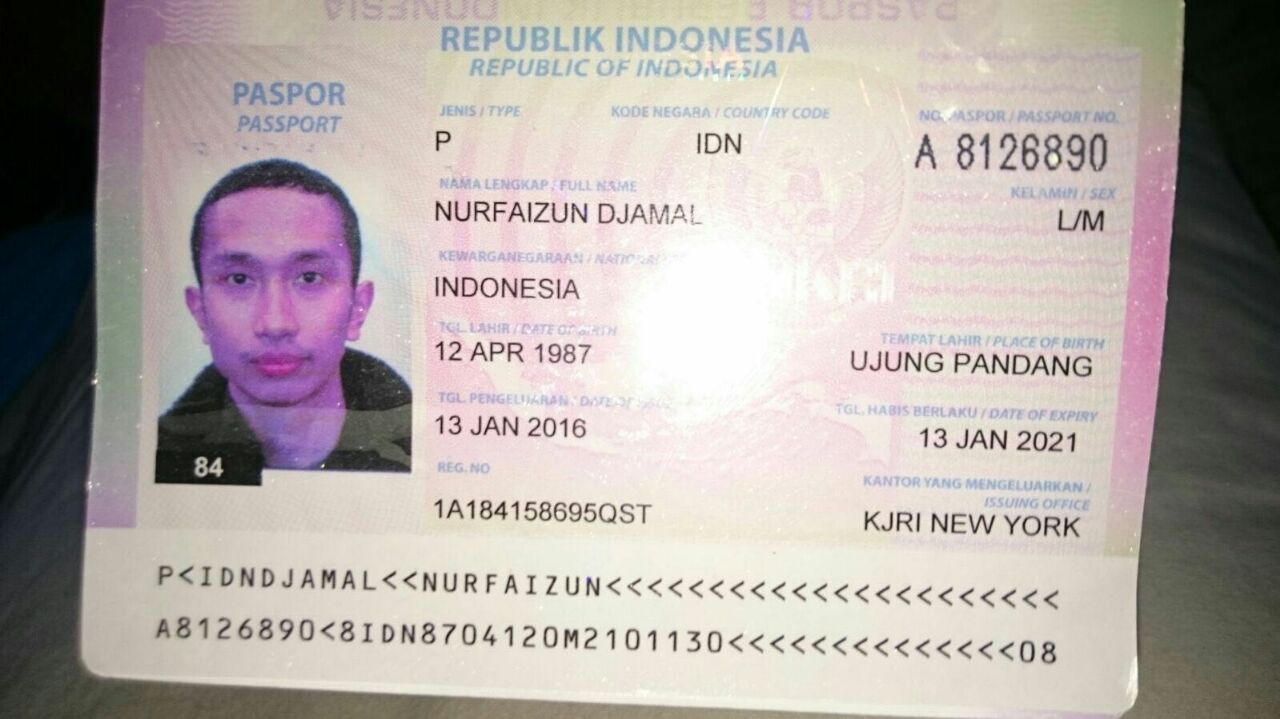 PASPOR REPUBLIK INDONESIA
REPUBLIK INDONESIA
REPUBLIC OF INDONESIA
PASPOR
PASSPORT
JENIS / TYPE
KODE NEGARA / COUNTRY CODE
NO. PASPOR / PASSPORT NO.
P
IDN
A 8126890
NAMA LENGKAP / FULL NAME
KELAMIN / SEX
NURFAIZUN DJAMAL
L/M
KEWARGANEGARAAN /
INDONESIA
TGL. LAHIR / DATE OF BIRTH
TEMPAT LAHIR / PLACE OF BIRTH
12 APR 1987
UJUNG PANDANG
TGL. PENGELUARAN / DATE OF
TGL. HABIS BERLAKU / DATE OF EXPIRY
13 JAN 2016
13 JAN 2021
REG. NO
KANTOR YANG MENGELUARKAN /
ISSUING OFFICE
1A184158695QST
KJRI NEW YORK
84
P<IDNDJAMAL<<NURFAIZUN<<<<<<<<<<<<<<<<<<<<<<
A8126890<8IDN8704120M2101130<<<<<<<<<<<<<<08